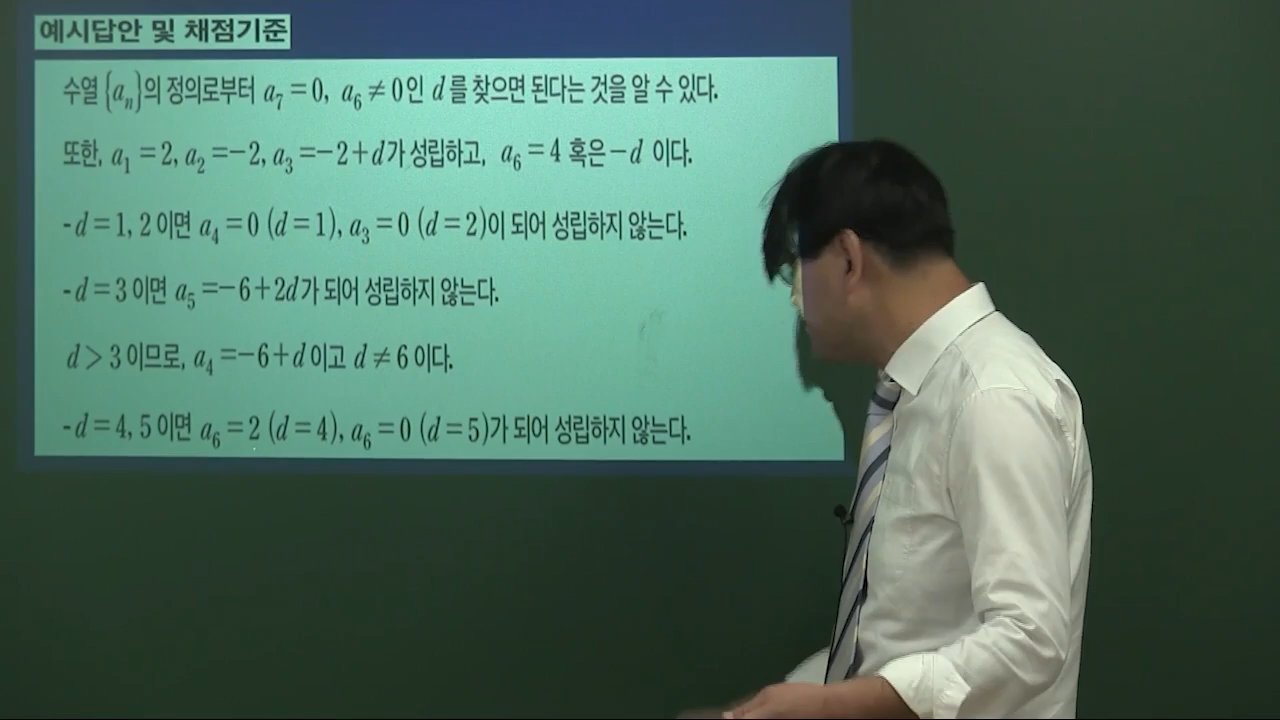 예시답안 및 채점기준
수열 {aₙ}의 정의로부터 a₇ = 0, a₆ ≠ 0인 d를 찾으면 된다는 것을 알 수 있다.
또한, a₁ = 2, a₂ = -2, a₃ = -2 + d가 성립하고, a₆ = 4 혹은 -d 이다.
- d = 1, 2 이면 a₄ = 0 (d = 1), a₃ = 0 (d = 2)이 되어 성립하지 않는다.
- d = 3 이면 a₅ = -6 + 2d가 되어 성립하지 않는다.
d > 3 이므로, a₄ = -6 + d 이고 d ≠ 6 이다.
- d = 4, 5 이면 a₆ = 2 (d = 4), a₆ = 0 (d = 5)가 되어 성립하지 않는다.